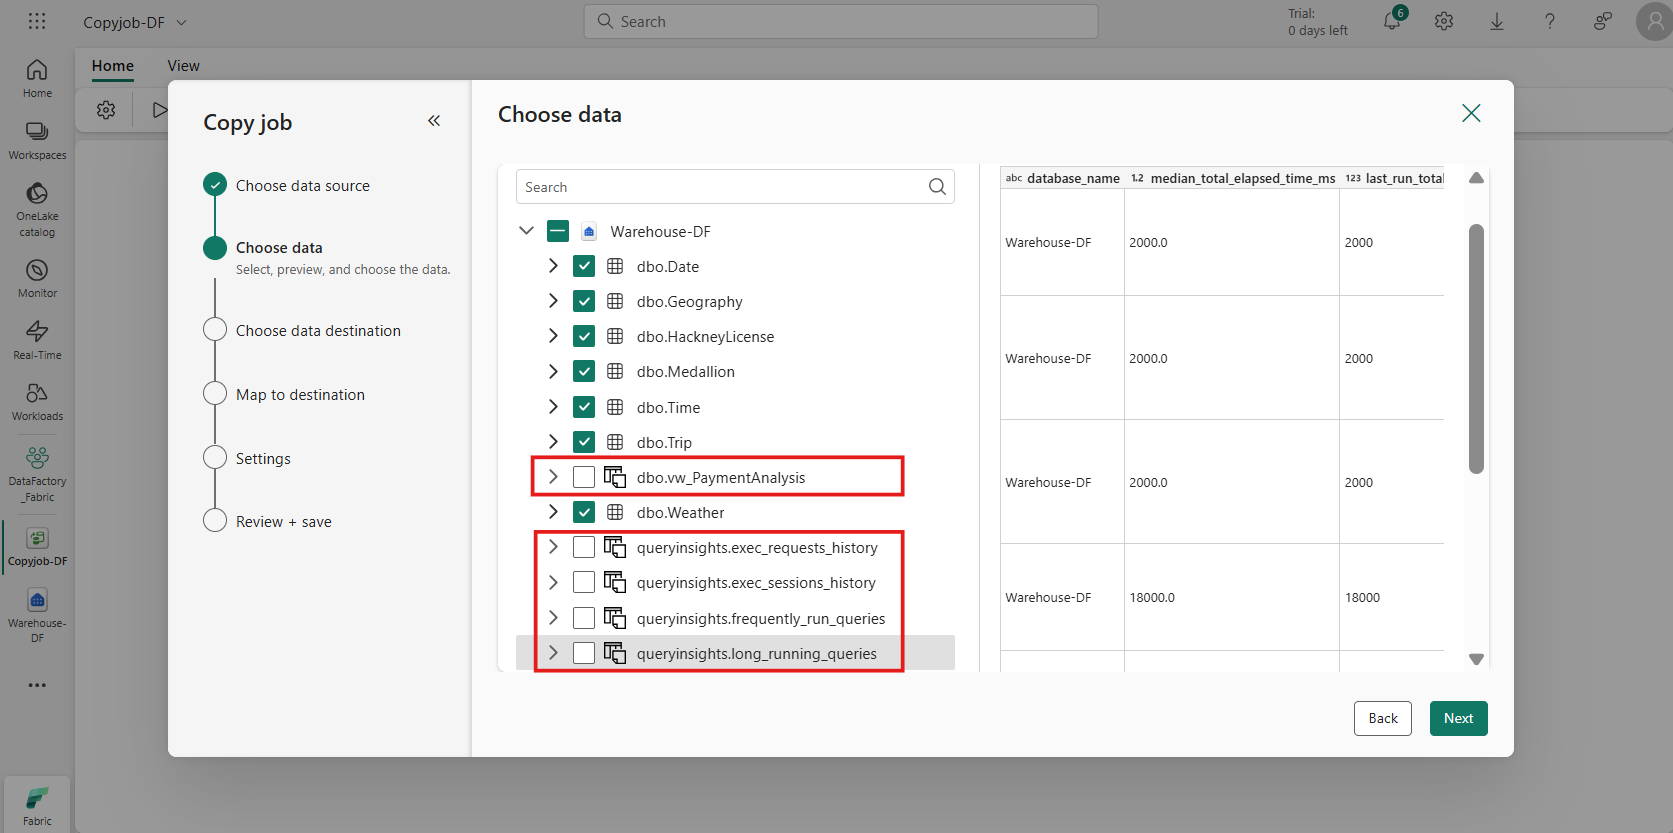 Copyjob-DF
Search
Trial:
0 days left
6
Home
View
Home
Workspaces
OneLake
catalog
Monitor
Real-Time
Workloads
DataFactory
_Fabric
Copyjob-DF
Warehouse-
DF
Fabric
Copy job
Choose data source
Choose data
Select, preview, and choose the data.
Choose data destination
Map to destination
Settings
Review + save
Choose data
Search
Warehouse-DF
dbo.Date
dbo.Geography
dbo.HackneyLicense
dbo.Medallion
dbo.Time
dbo.Trip
dbo.vw_PaymentAnalysis
dbo.Weather
queryinsights.exec_requests_history
queryinsights.exec_sessions_history
queryinsights.frequently_run_queries
queryinsights.long_running_queries
abc database_name 1.2 median_total_elapsed_time_ms 123 last_run_total
Warehouse-DF 2000.0 2000
Warehouse-DF 2000.0 2000
Warehouse-DF 2000.0 2000
Warehouse-DF 18000.0 18000
Back
Next